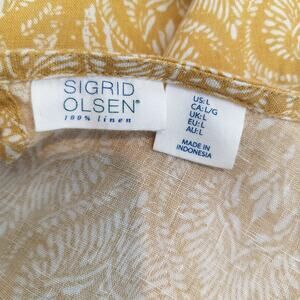 SIGRID
OLSEN®
100% linen
US:L
CA:L/G
UK:L
EU:L
AU:L
MADE IN
INDONESIA